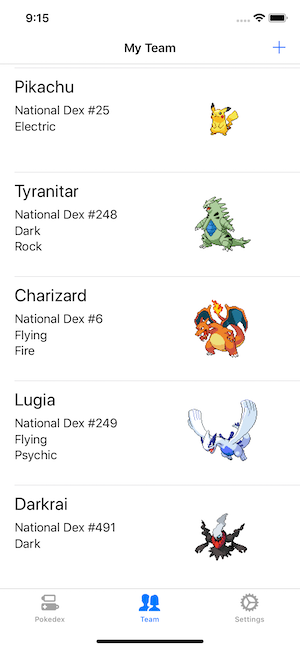 9:15
My Team
Pikachu
National Dex #25
Electric
Tyranitar
National Dex #248
Dark
Rock
Charizard
National Dex #6
Flying
Fire
Lugia
National Dex #249
Flying
Psychic
Darkrai
National Dex #491
Dark
Pokedex
Team
Settings